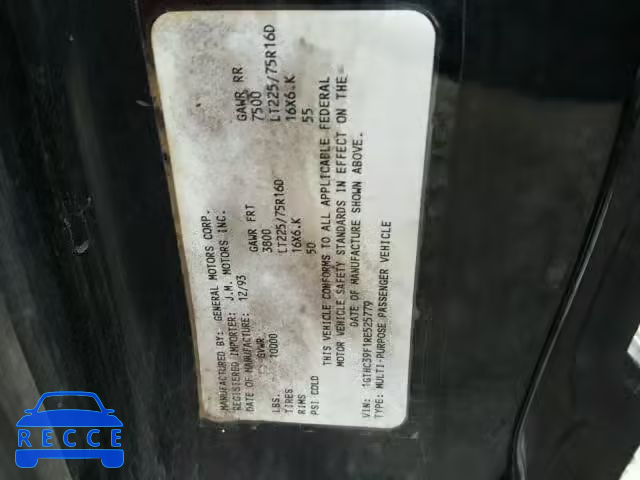 MANUFACTURED BY: GENERAL MOTORS CORP.
REGISTERED IMPORTER: J.M. MOTORS INC.
DATE OF MANUFACTURE: 12/93
GVWR GAWR FRT GAWR RR
LBS. 10000 3800 7500
TIRES LT225/75R16D LT225/75R16D
RIMS 16X6.K 16X6.K
PSI COLD 50 55
THIS VEHICLE CONFORMS TO ALL APPLICABLE FEDERAL
MOTOR VEHICLE SAFETY STANDARDS IN EFFECT ON THE
DATE OF MANUFACTURE SHOWN ABOVE.
VIN: 1GTHC39F1RE525779
TYPE: MULTI-PURPOSE PASSENGER VEHICLE
RECCE